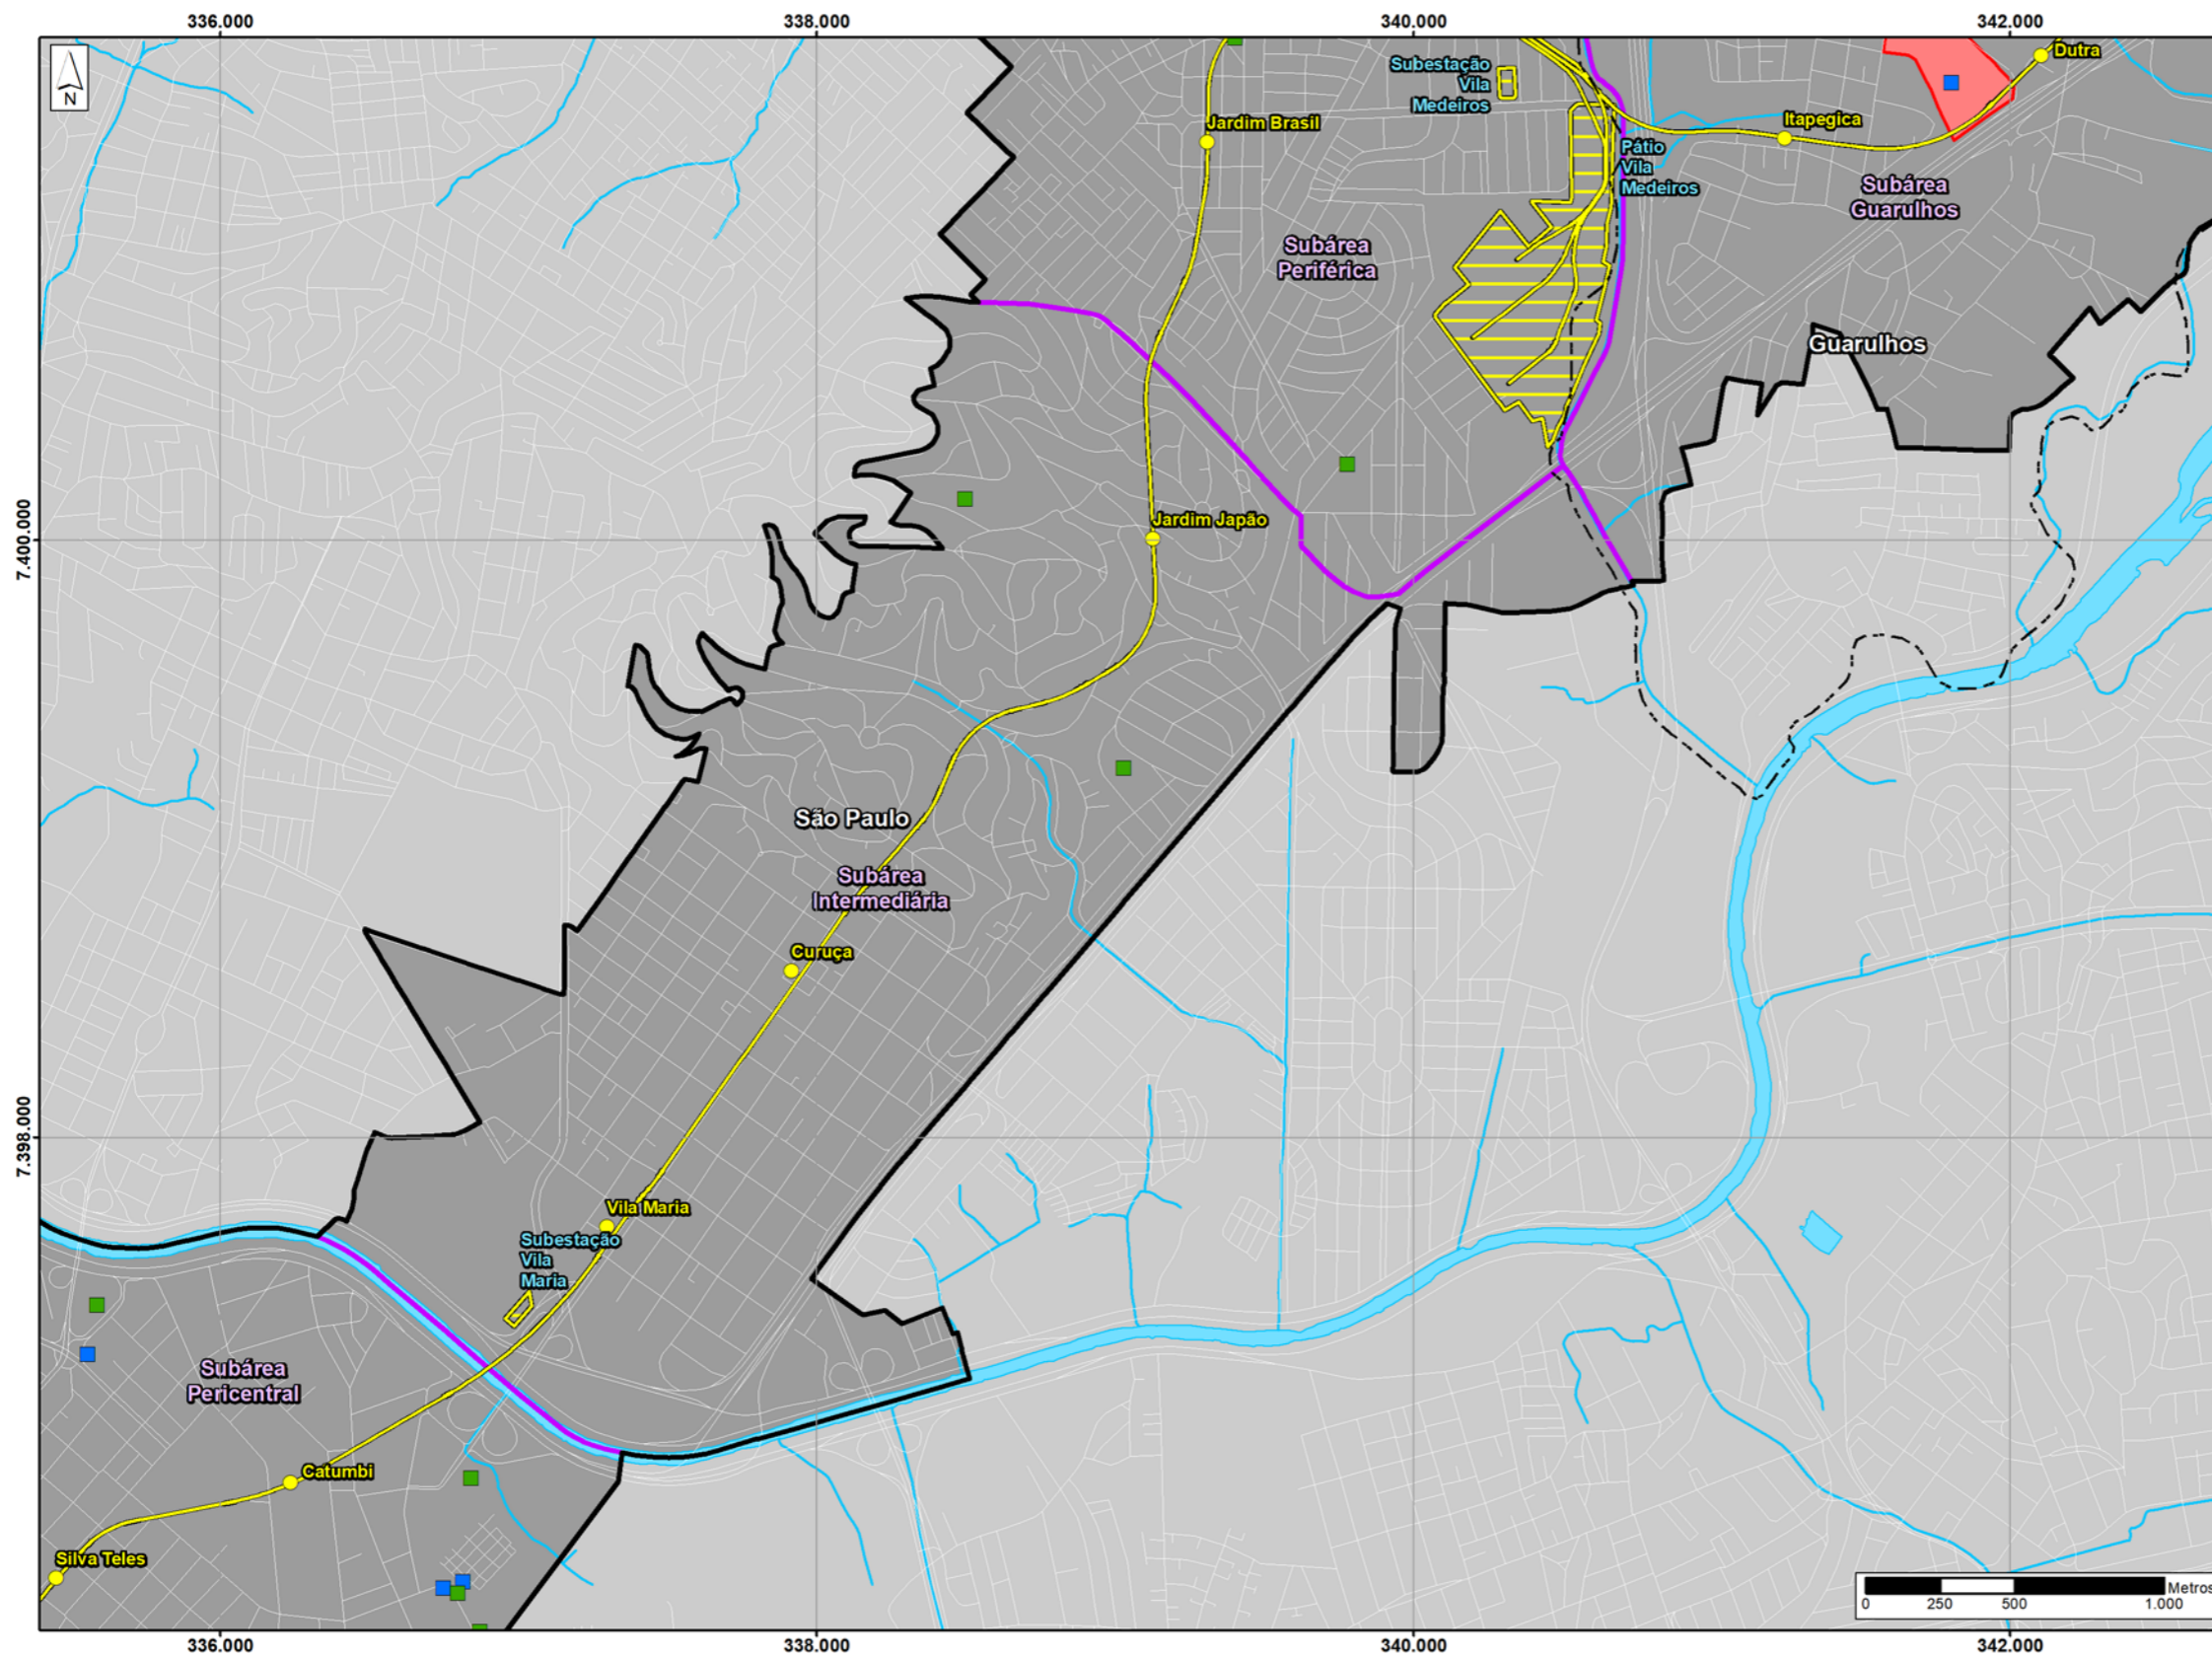 336.000
338.000
340.000
342.000
N
Subestação
Vila
Medeiros
Dutra
Jardim Brasil
Itapegica
Pátio
Vila
Medeiros
Subárea
Guarulhos
Subárea
Periférica
Guarulhos
7.400.000
Jardim Japão
São Paulo
Subárea
Intermediária
Curuça
7.398.000
Vila Maria
Subestação
Vila
Maria
Subárea
Pericentral
Catumbi
Silva Teles
Metros
0
250
500
1.000
336.000
338.000
340.000
342.000